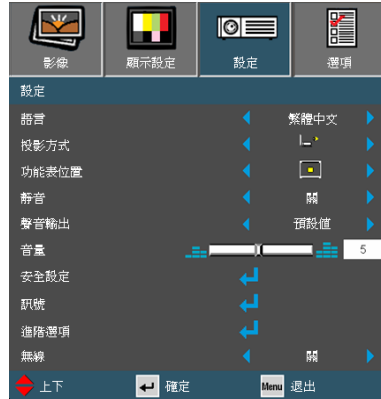 影像 顯示設定 設定 選項
設定
語言 繁體中文
投影方式
功能表位置
靜音 關
聲音輸出 預設值
音量 5
安全設定
訊號
進階選項
無線 關
上下 確定 Menu 退出